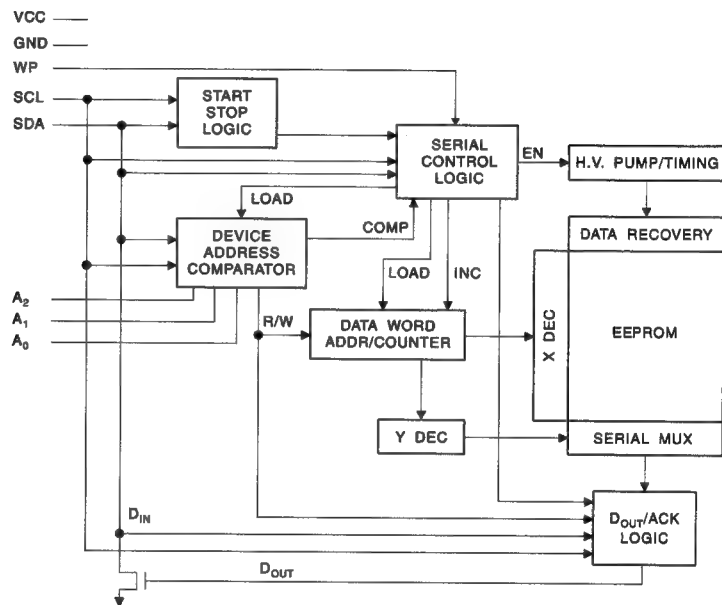 VCC
GND
WP
SCL
SDA
START
STOP
LOGIC
SERIAL
CONTROL
LOGIC
EN
H.V. PUMP/TIMING
LOAD
COMP
DEVICE
ADDRESS
COMPARATOR
DATA RECOVERY
LOAD
INC
A2
A1
A0
R/W
DATA WORD
ADDR/COUNTER
X DEC
EEPROM
Y DEC
SERIAL MUX
DIN
DOUT/ACK
LOGIC
DOUT